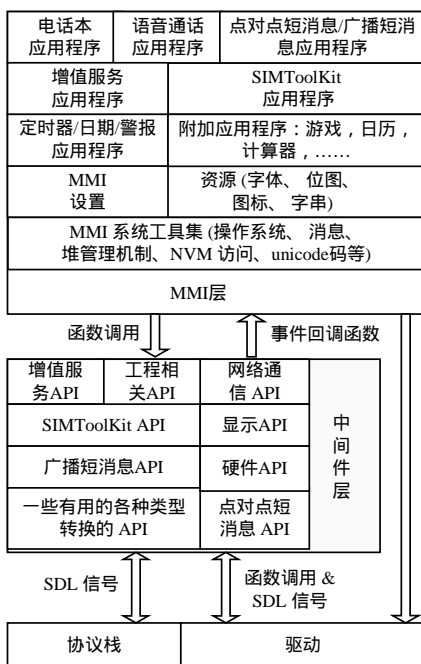 电话本
应用程序
语音通话
应用程序
点对点短消息/广播短消
息应用程序
增值服务
应用程序
SIMToolKit
应用程序
定时器/日期/警报
应用程序
附加应用程序：游戏，日历，
计算器，……
MMI
设置
资源 (字体、 位图、
图标、 字串)
MMI 系统工具集 (操作系统、 消息、
堆管理机制、NVM 访问、unicode码等)
MMI层
函数调用
事件回调函数
增值服
务API
工程相
关API
网络通
信 API
SIMToolKit API
显示API
广播短消息API
硬件API
一些有用的各种类型
转换的 API
点对点短
消息 API
中
间
件
层
SDL 信号
函数调用 &
SDL 信号
协议栈
驱动